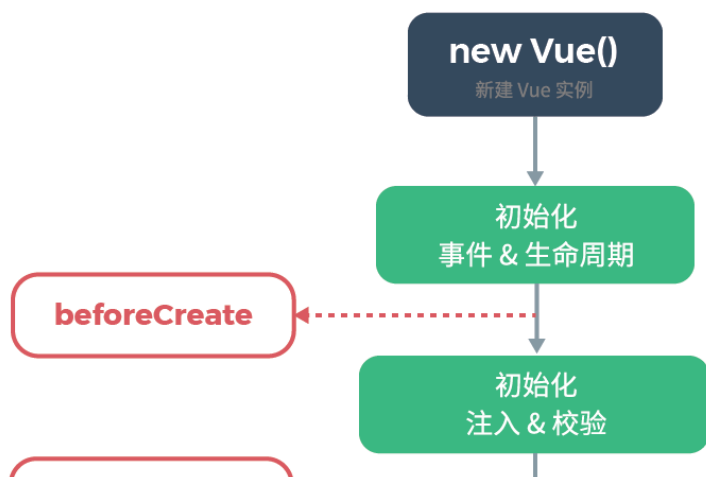 new Vue()
新建 Vue 实例
初始化
事件 & 生命周期
beforeCreate
初始化
注入 & 校验